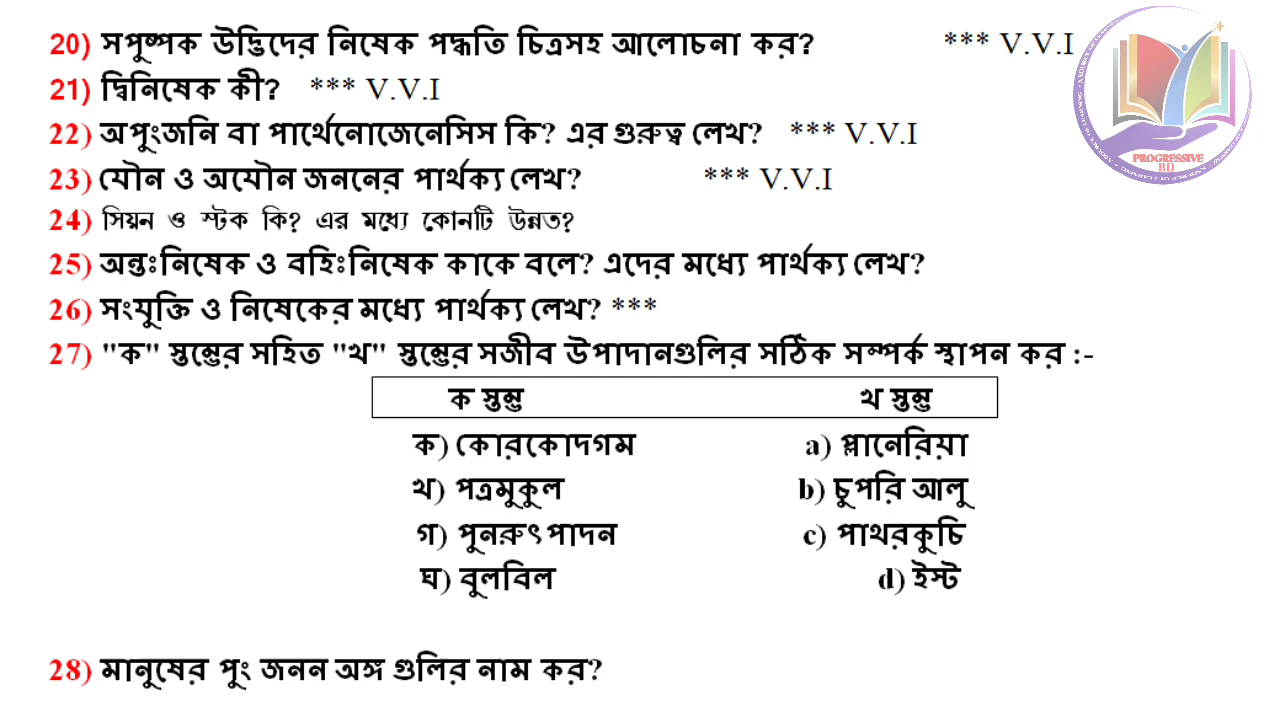 20) সপুষ্পক উদ্ভিদের নিষেক পদ্ধতি চিত্রসহ আলোচনা কর? *** V.V.I
21) দ্বিনিষেক কী? *** V.V.I
22) অপুংজনি বা পার্থেনোজেনেসিস কি? এর গুরুত্ব লেখ? *** V.V.I
23) যৌন ও অযৌন জননের পার্থক্য লেখ? *** V.V.I
24) সিয়ন ও স্টক কি? এর মধ্যে কোনটি উন্নত?
25) অন্তঃনিষেক ও বহিঃনিষেক কাকে বলে? এদের মধ্যে পার্থক্য লেখ?
26) সংযুক্তি ও নিষেকের মধ্যে পার্থক্য লেখ? ***
27) "ক" স্তম্ভের সহিত "খ" স্তম্ভের সজীব উপাদানগুলির সঠিক সম্পর্ক স্থাপন কর :-
ক স্তম্ভ খ স্তম্ভ
ক) কোরকোদগম a) প্লানেরিয়া
খ) পত্রমুকুল b) চুপরি আলু
গ) পুনরুৎপাদন c) পাথরকুচি
ঘ) বুলবিল d) ইস্ট
28) মানুষের পুং জনন অঙ্গ গুলির নাম কর?
PROGRESSIVE
BD